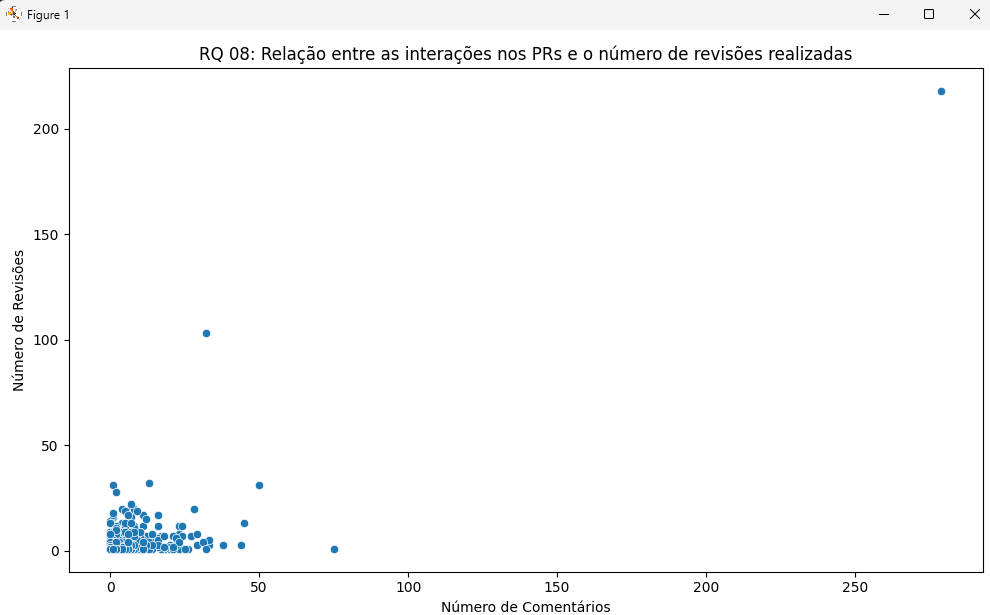 Figure 1
RQ 08: Relação entre as interações nos PRs e o número de revisões realizadas
200
150
100
50
0
Número de Revisões
0 50 100 150 200 250
Número de Comentários